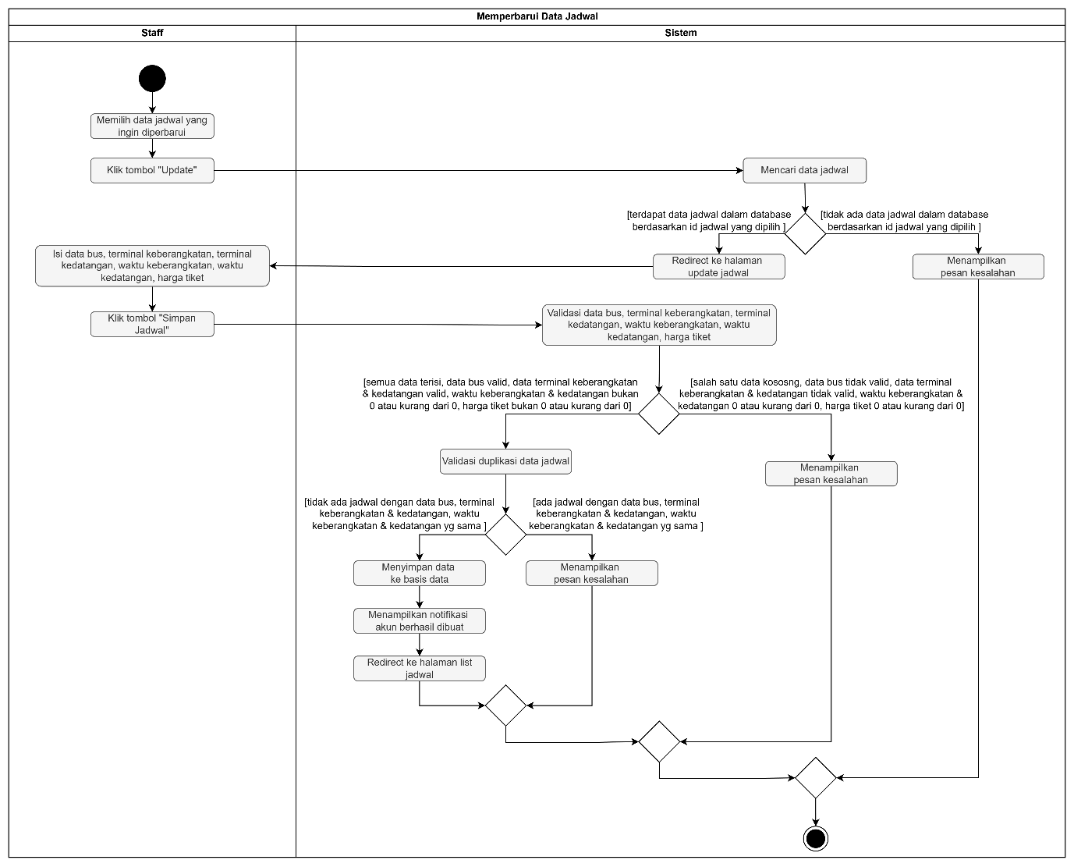 Memperbarui Data Jadwal
Staff
Sistem
Memilih data jadwal yang
ingin diperbarui
Klik tombol "Update"
Mencari data jadwal
[terdapat data jadwal dalam database
berdasarkan id jadwal yang dipilih ]
[tidak ada data jadwal dalam database
berdasarkan id jadwal yang dipilih ]
Redirect ke halaman
update jadwal
Menampilkan
pesan kesalahan
Isi data bus, terminal keberangkatan, terminal
kedatangan, waktu keberangkatan, waktu
kedatangan, harga tiket
Klik tombol "Simpan
Jadwal"
Validasi data bus, terminal keberangkatan, terminal
kedatangan, waktu keberangkatan, waktu
kedatangan, harga tiket
[semua data terisi, data bus valid, data terminal keberangkatan
& kedatangan valid, waktu keberangkatan & kedatangan bukan
0 atau kurang dari 0, harga tiket bukan 0 atau kurang dari 0]
[salah satu data kososng, data bus tidak valid, data terminal
keberangkatan & kedatangan tidak valid, waktu keberangkatan &
kedatangan 0 atau kurang dari 0, harga tiket 0 atau kurang dari 0]
Validasi duplikasi data jadwal
Menampilkan
pesan kesalahan
[tidak ada jadwal dengan data bus, terminal
keberangkatan & kedatangan, waktu
keberangkatan & kedatangan yg sama ]
[ada jadwal dengan data bus, terminal
keberangkatan & kedatangan, waktu
keberangkatan & kedatangan yg sama ]
Menyimpan data
ke basis data
Menampilkan
pesan kesalahan
Menampilkan notifikasi
akun berhasil dibuat
Redirect ke halaman list
jadwal